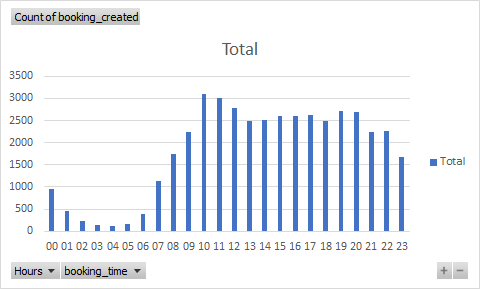 Count of booking_created
Total
3500
3000
2500
2000
1500
1000
500
0
00 01 02 03 04 05 06 07 08 09 10 11 12 13 14 15 16 17 18 19 20 21 22 23
Total
Hours booking_time
+ −